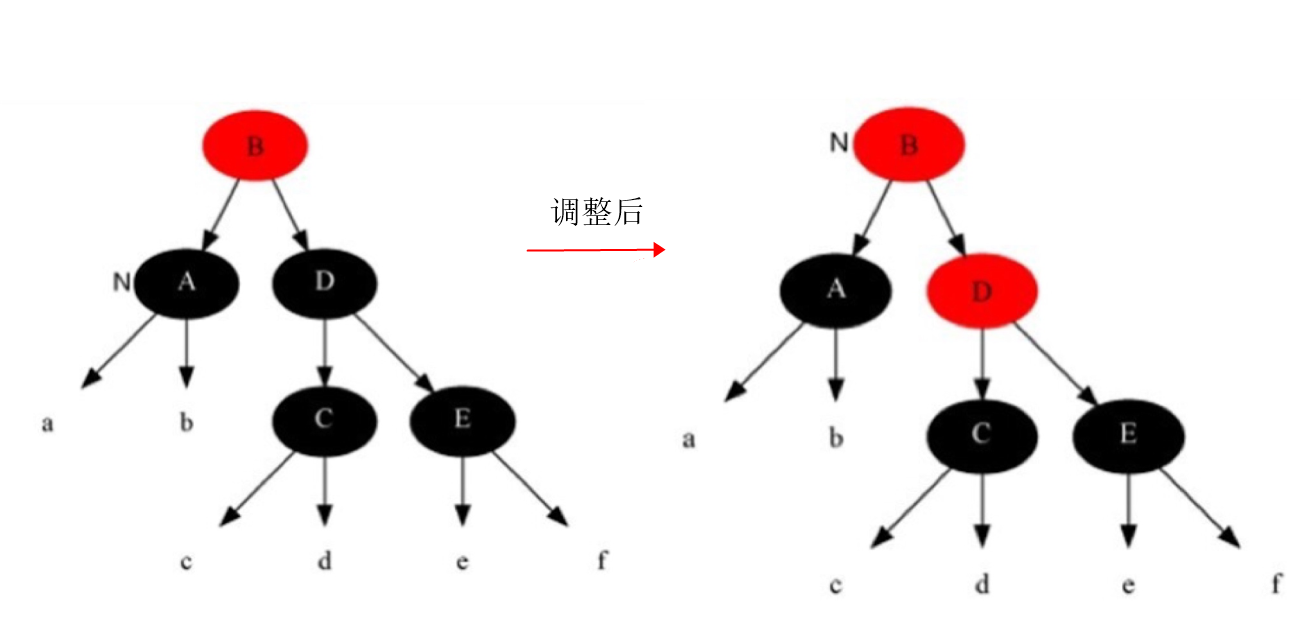 B
N A D
a b C E
c d e f
调整后
N B
A D
a b C E
c d e f